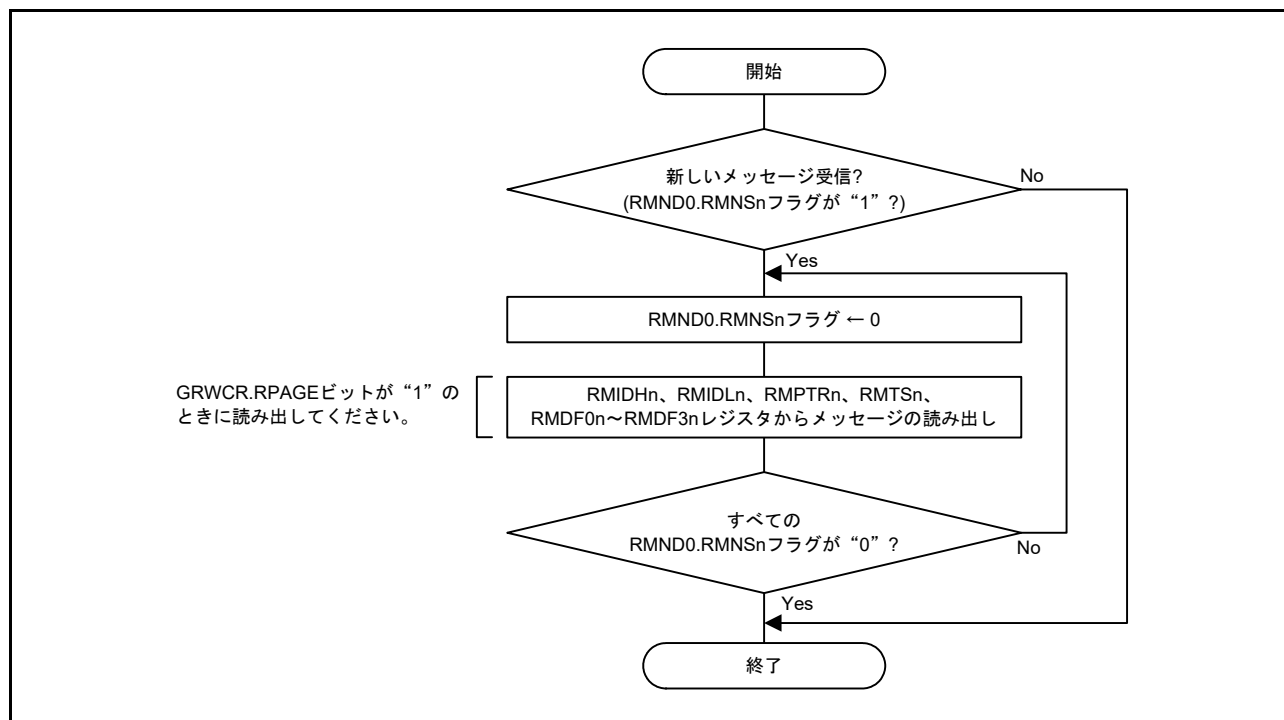 開始
新しいメッセージ受信?
(RMND0.RMNSnフラグが“1”?)
No
Yes
RMND0.RMNSnフラグ ← 0
GRWCR.RPAGEビットが“1”の
ときに読み出してください。
RMIDHn、RMIDLn、RMPTRn、RMTSn、
RMDF0n～RMDF3nレジスタからメッセージの読み出し
すべての
RMND0.RMNSnフラグが“0”?
No
Yes
終了